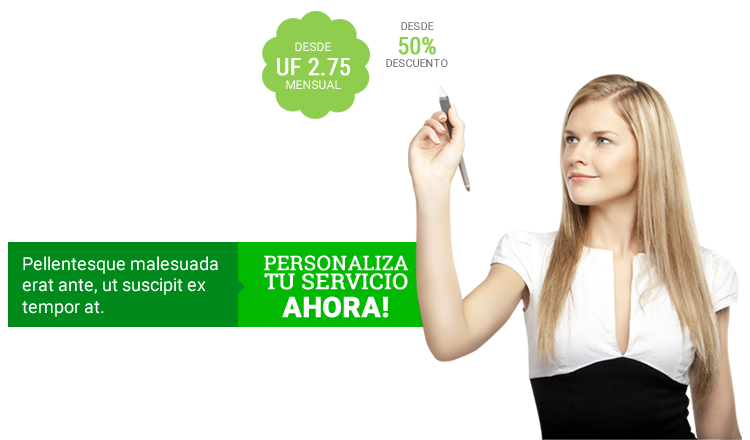 DESDE
UF 2.75
MENSUAL
DESDE
50%
DESCUENTO
Pellentesque malesuada
erat ante, ut suscipit ex
tempor at.
PERSONALIZA
TU SERVICIO
AHORA!